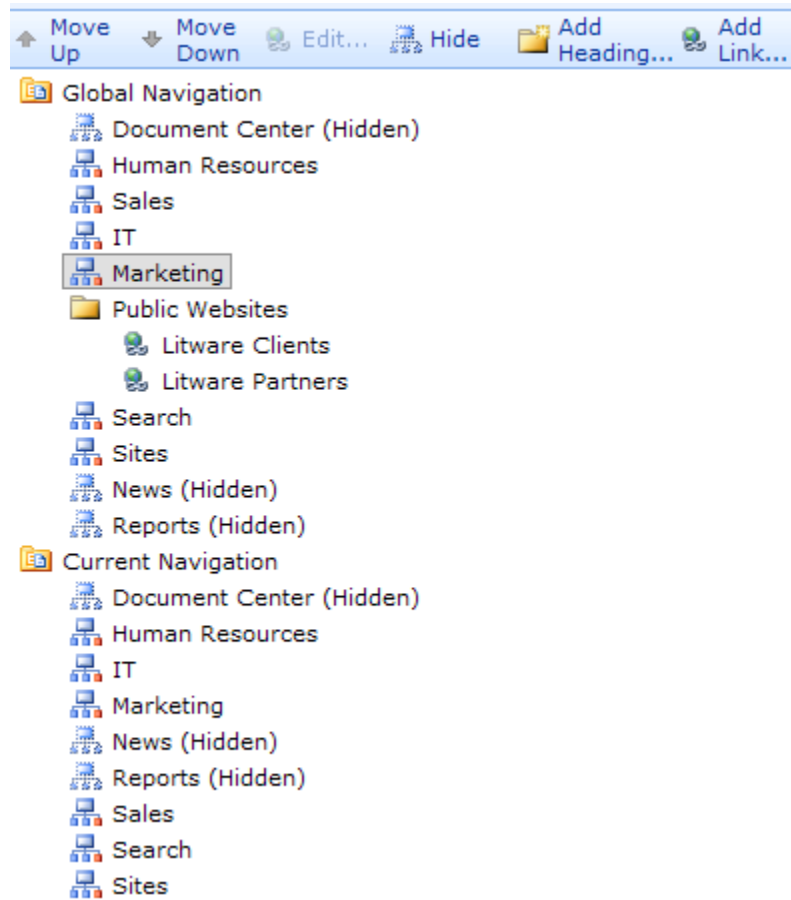 Move Up Move Down Edit... Hide Add Heading... Add Link...
Global Navigation
Document Center (Hidden)
Human Resources
Sales
IT
Marketing
Public Websites
Litware Clients
Litware Partners
Search
Sites
News (Hidden)
Reports (Hidden)
Current Navigation
Document Center (Hidden)
Human Resources
IT
Marketing
News (Hidden)
Reports (Hidden)
Sales
Search
Sites